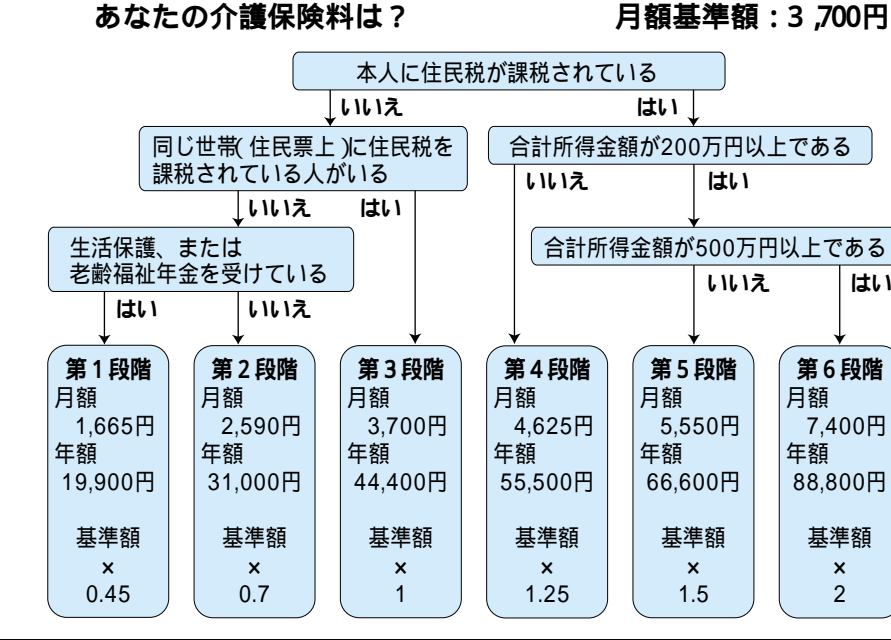 あなたの介護保険料は？
月額基準額：3,700円
本人に住民税が課税されている
いいえ
はい
同じ世帯(住民票上)に住民税を
課税されている人がいる
合計所得金額が200万円以上である
いいえ
はい
いいえ
はい
生活保護、または
老齢福祉年金を受けている
合計所得金額が500万円以上である
はい
いいえ
いいえ
はい
第1段階
月額
1,665円
年額
19,900円
基準額
×
0.45
第2段階
月額
2,590円
年額
31,000円
基準額
×
0.7
第3段階
月額
3,700円
年額
44,400円
基準額
×
1
第4段階
月額
4,625円
年額
55,500円
基準額
×
1.25
第5段階
月額
5,550円
年額
66,600円
基準額
×
1.5
第6段階
月額
7,400円
年額
88,800円
基準額
×
2